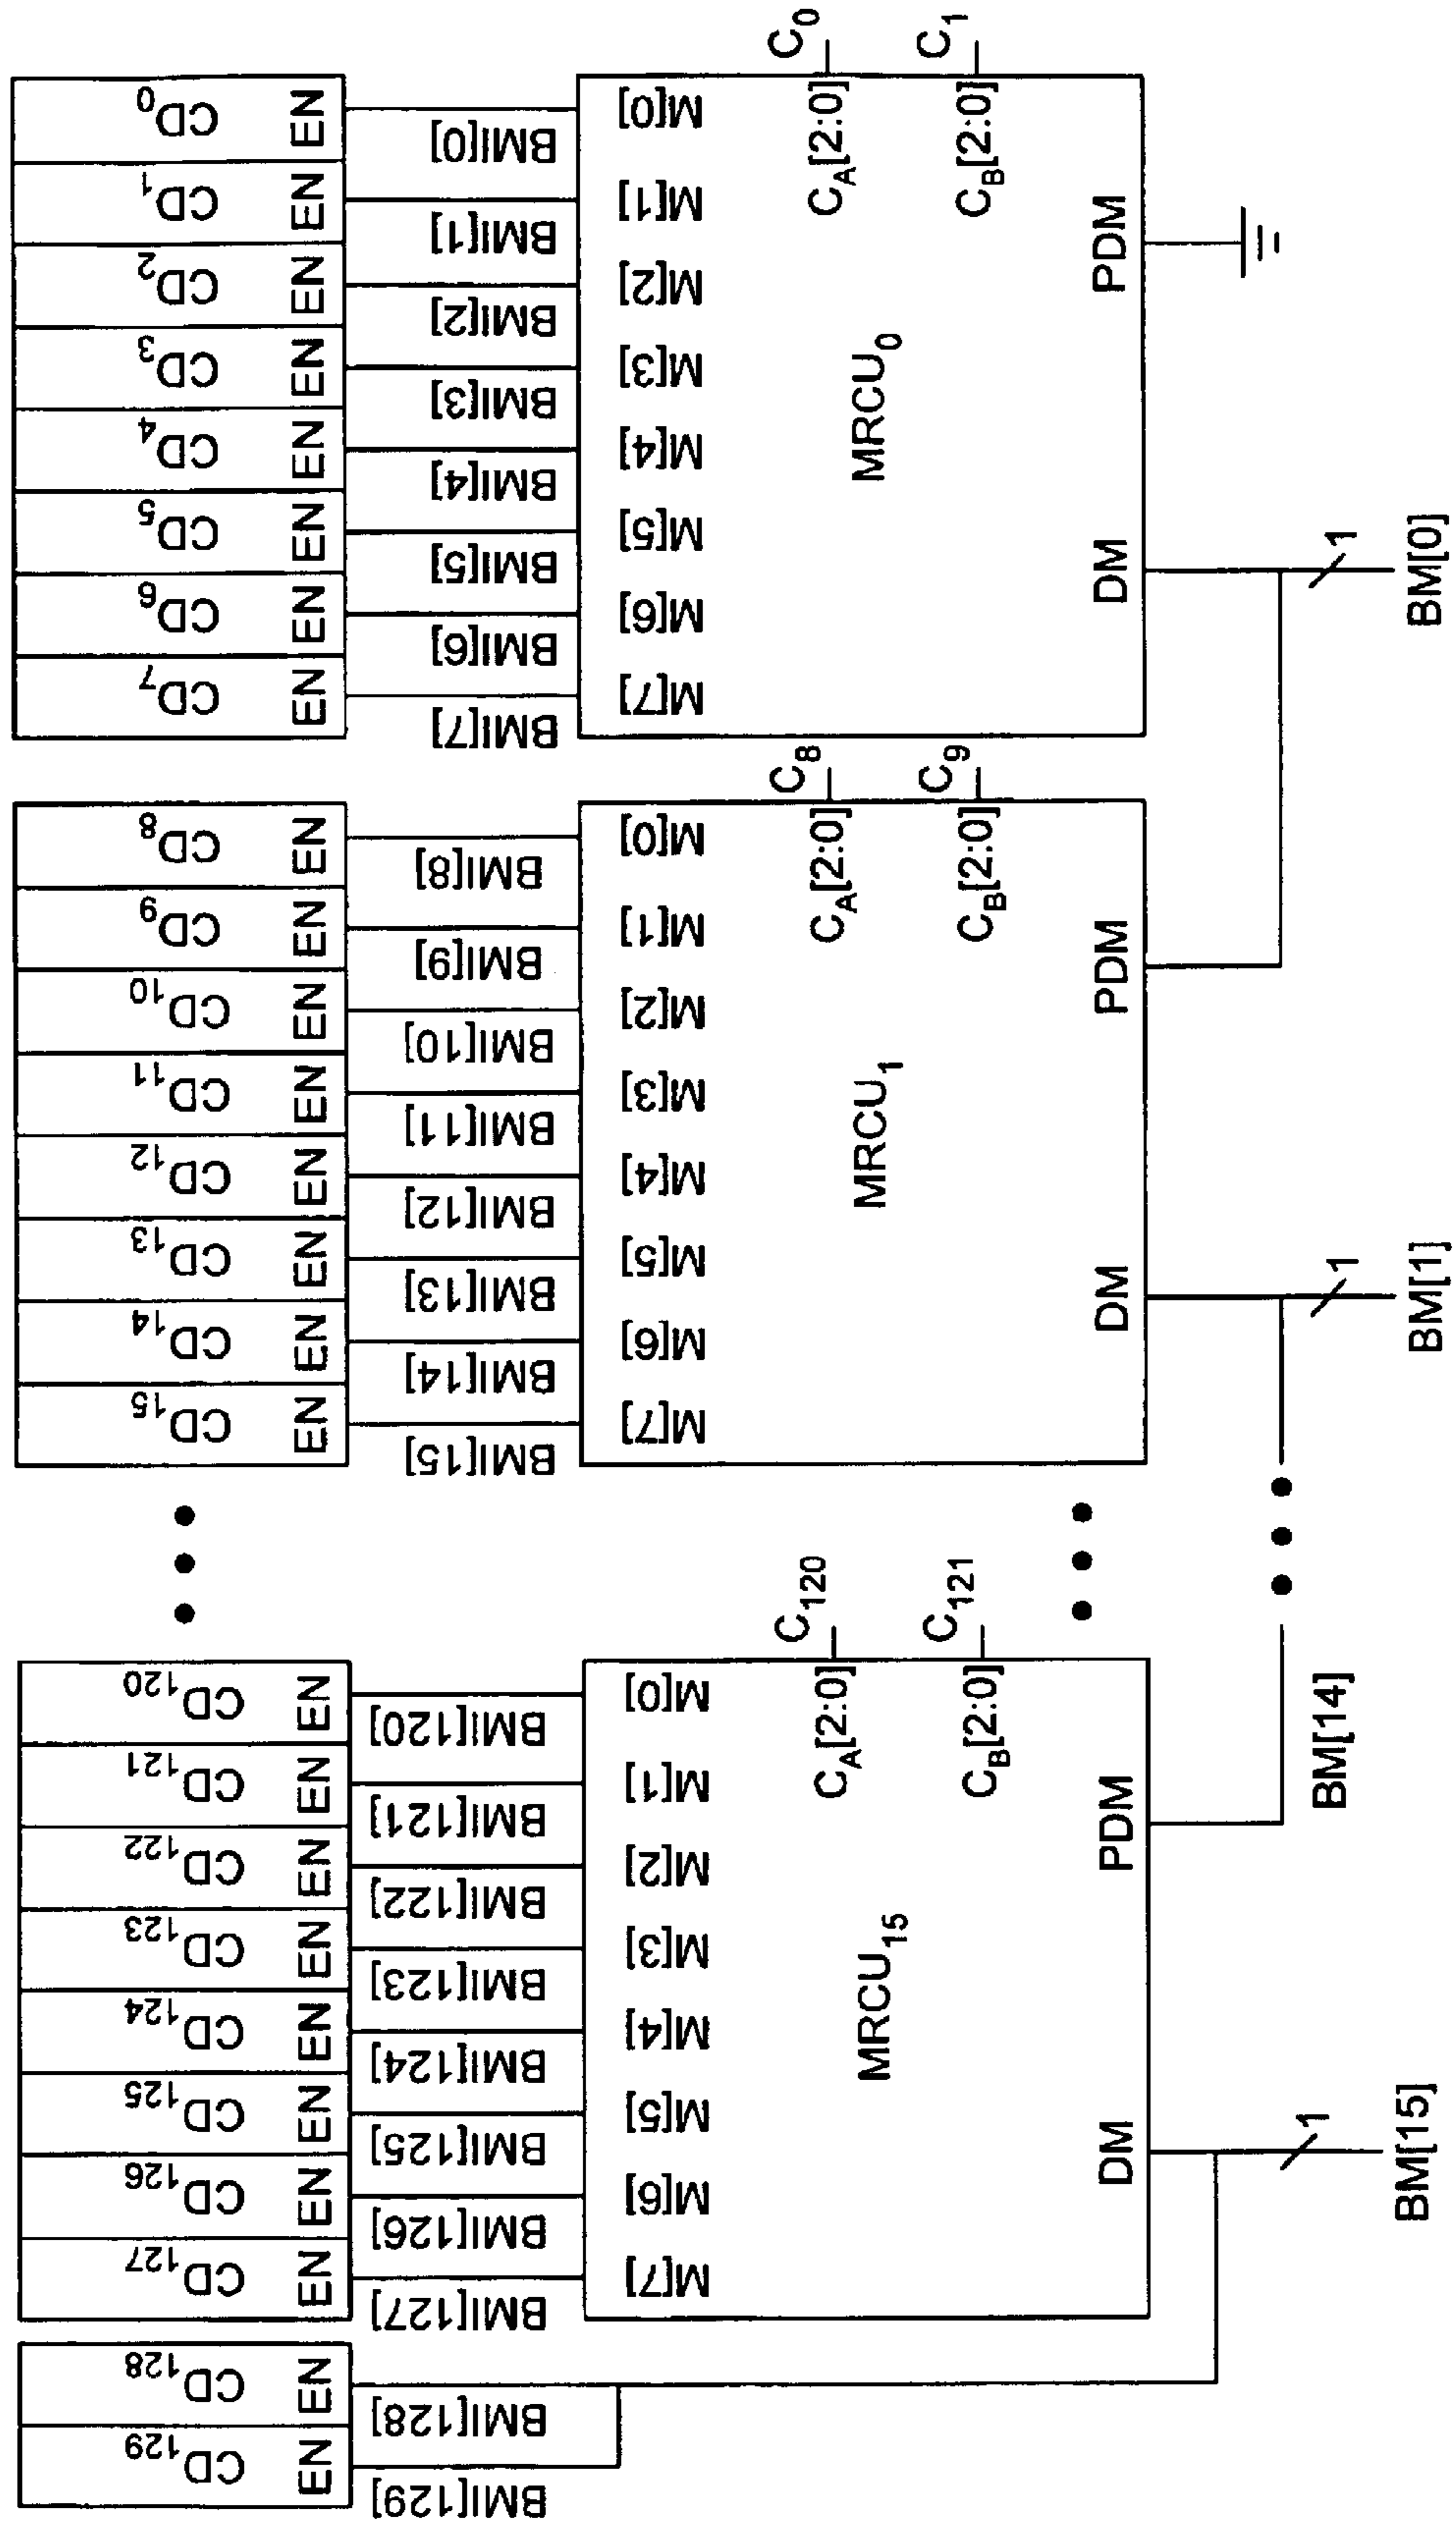 CD₀ CD₁ CD₂ CD₃ CD₄ CD₅ CD₆ CD₇
EN EN EN EN EN EN EN EN
BMI[0] BMI[1] BMI[2] BMI[3] BMI[4] BMI[5] BMI[6] BMI[7]
M[0] M[1] M[2] M[3] M[4] M[5] M[6] M[7]
C₀
C_A[2:0]
C₁
C_B[2:0]
MRCU₀
PDM
DM
1
BM[0]
CD₈ CD₉ CD₁₀ CD₁₁ CD₁₂ CD₁₃ CD₁₄ CD₁₅
EN EN EN EN EN EN EN EN
BMI[8] BMI[9] BMI[10] BMI[11] BMI[12] BMI[13] BMI[14] BMI[15]
M[0] M[1] M[2] M[3] M[4] M[5] M[6] M[7]
C₈
C_A[2:0]
C₉
C_B[2:0]
MRCU₁
PDM
DM
1
BM[1]
CD₁₂₀ CD₁₂₁ CD₁₂₂ CD₁₂₃ CD₁₂₄ CD₁₂₅ CD₁₂₆ CD₁₂₇
EN EN EN EN EN EN EN EN
BMI[120] BMI[121] BMI[122] BMI[123] BMI[124] BMI[125] BMI[126] BMI[127]
M[0] M[1] M[2] M[3] M[4] M[5] M[6] M[7]
C₁₂₀
C_A[2:0]
C₁₂₁
C_B[2:0]
MRCU₁₅
PDM
BM[14]
DM
1
BM[15]
CD₁₂₈ CD₁₂₉
EN EN
BMI[128] BMI[129]